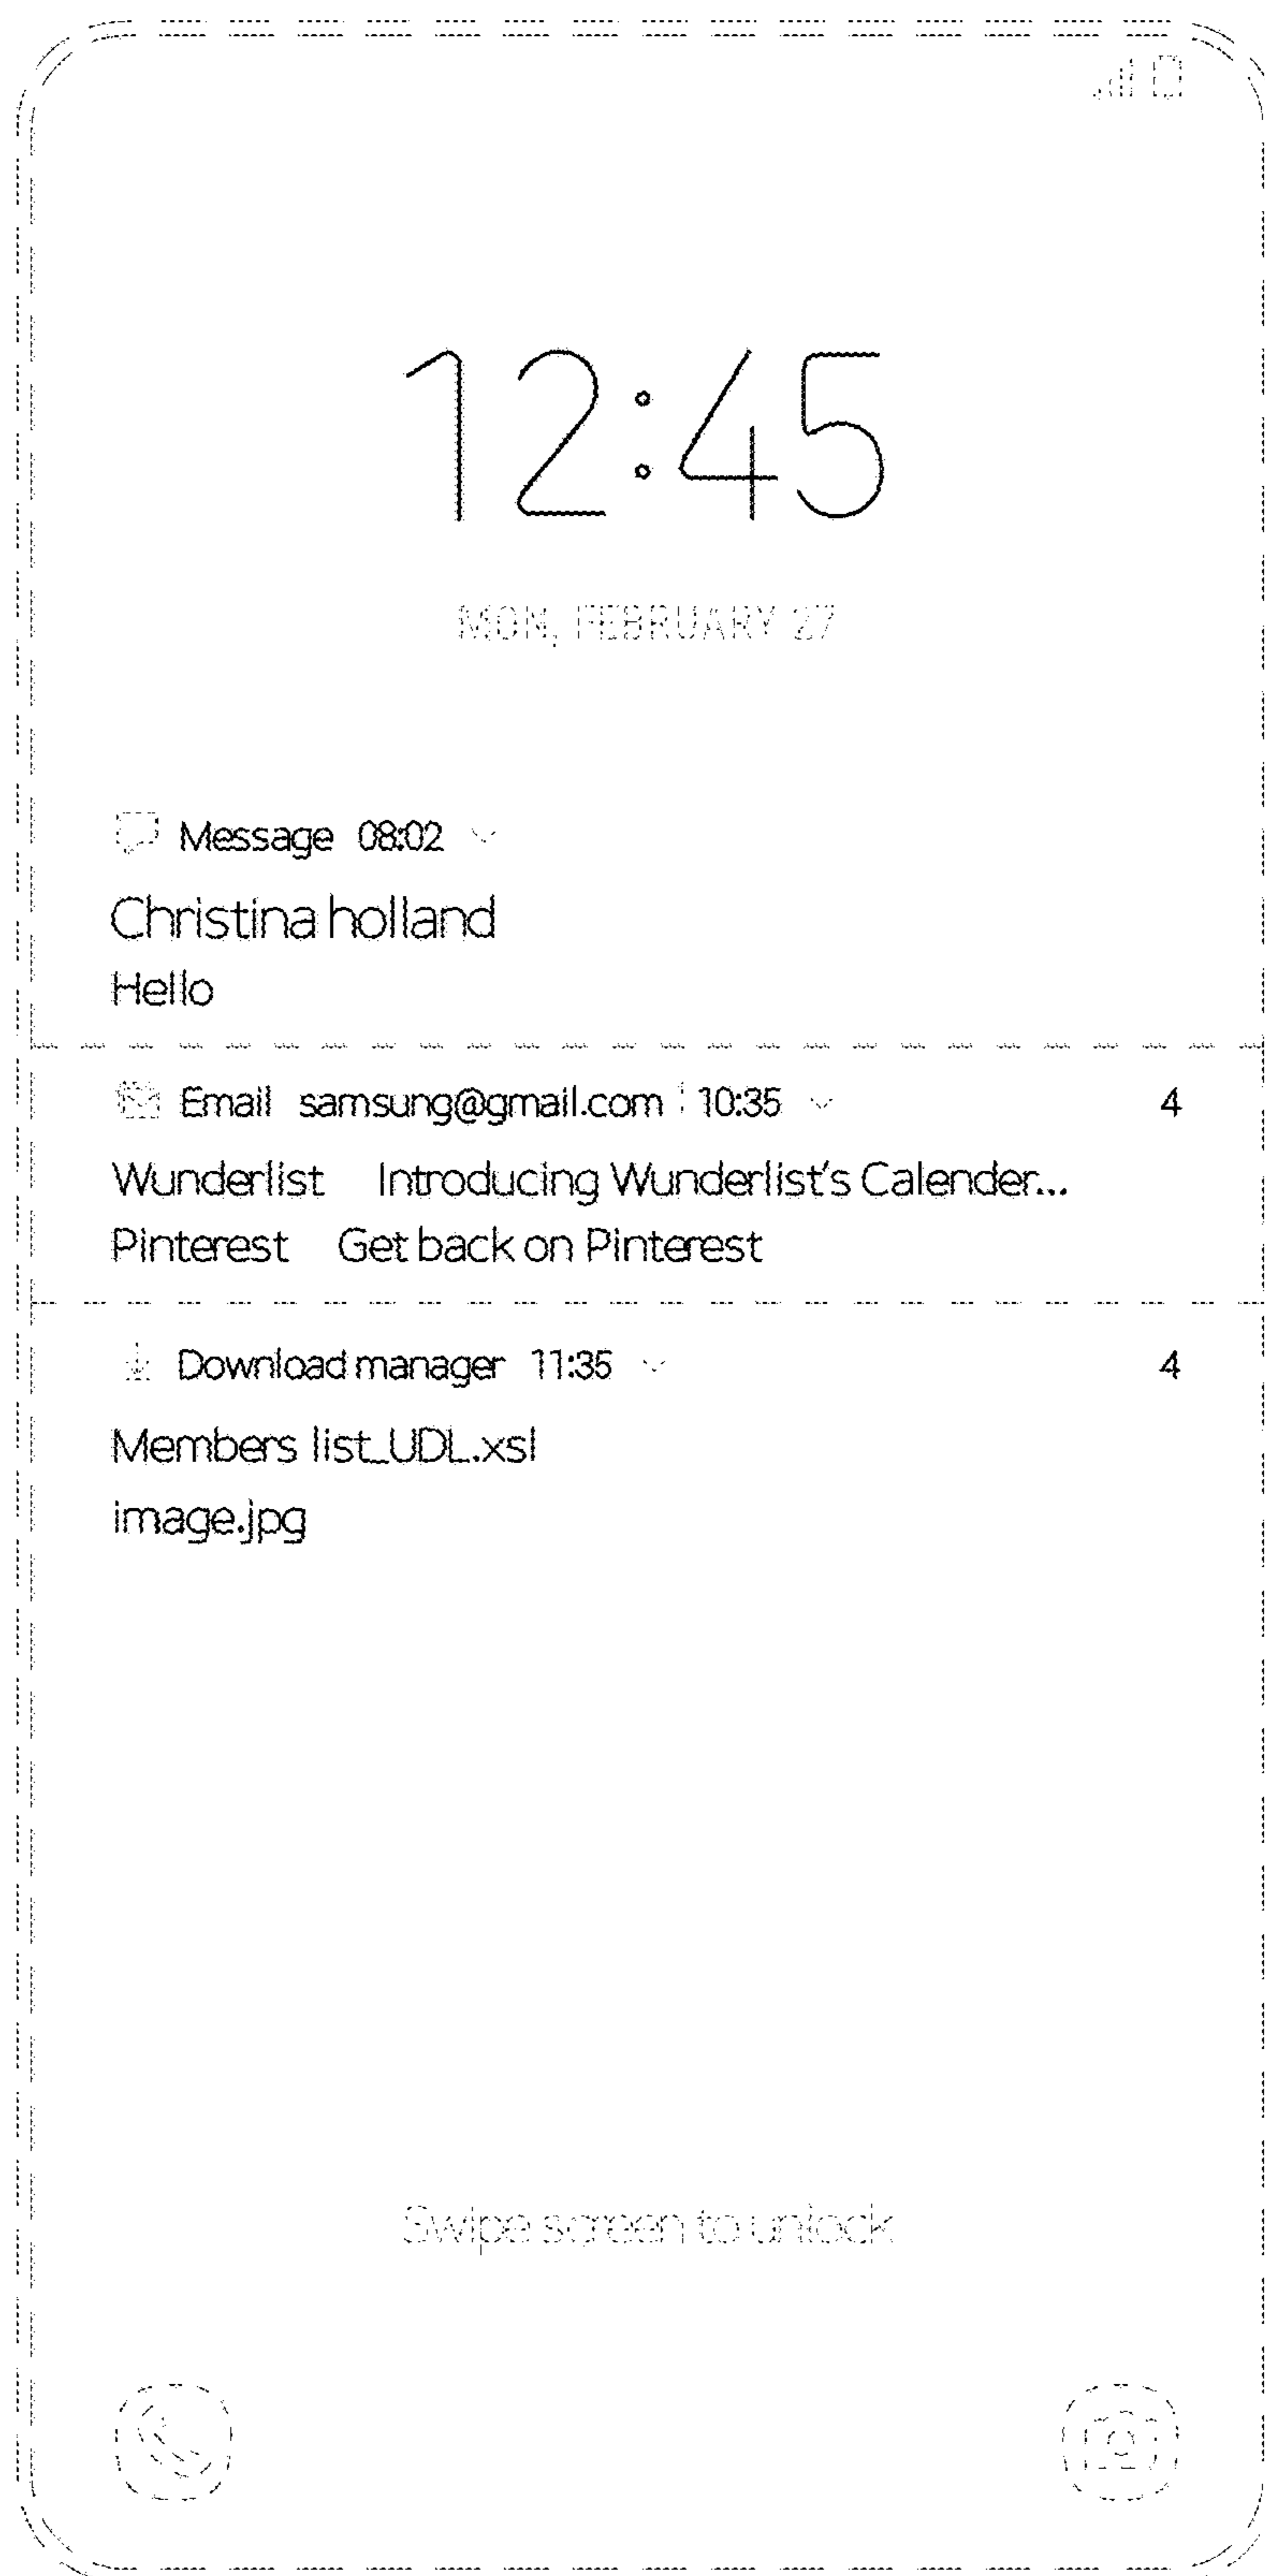 12:45
MON, FEBRUARY 27
Message 08:02
Christina holland
Hello
Email samsung@gmail.com 10:35 4
Wunderlist Introducing Wunderlist's Calender...
Pinterest Get back on Pinterest
Download manager 11:35 4
Members list_UDL.xsl
image.jpg
Swipe screen to unlock